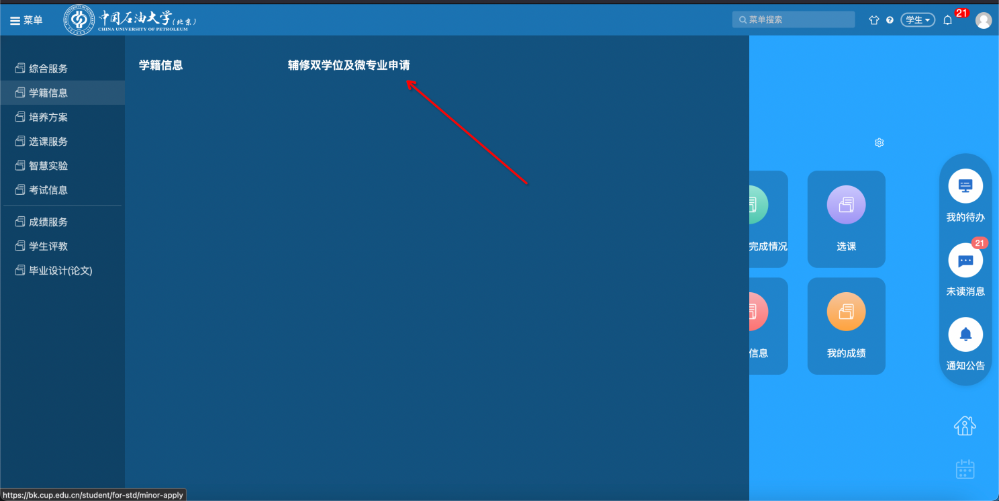 菜单
中国石油大学(北京)
CHINA UNIVERSITY OF PETROLEUM
菜单搜索
学生
21
综合服务
学籍信息
培养方案
选课服务
智慧实验
考试信息
成绩服务
学生评教
毕业设计(论文)
学籍信息
辅修双学位及微专业申请
完成情况
选课
信息
我的成绩
我的待办
21
未读消息
通知公告
https://bk.cup.edu.cn/student/for-std/minor-apply